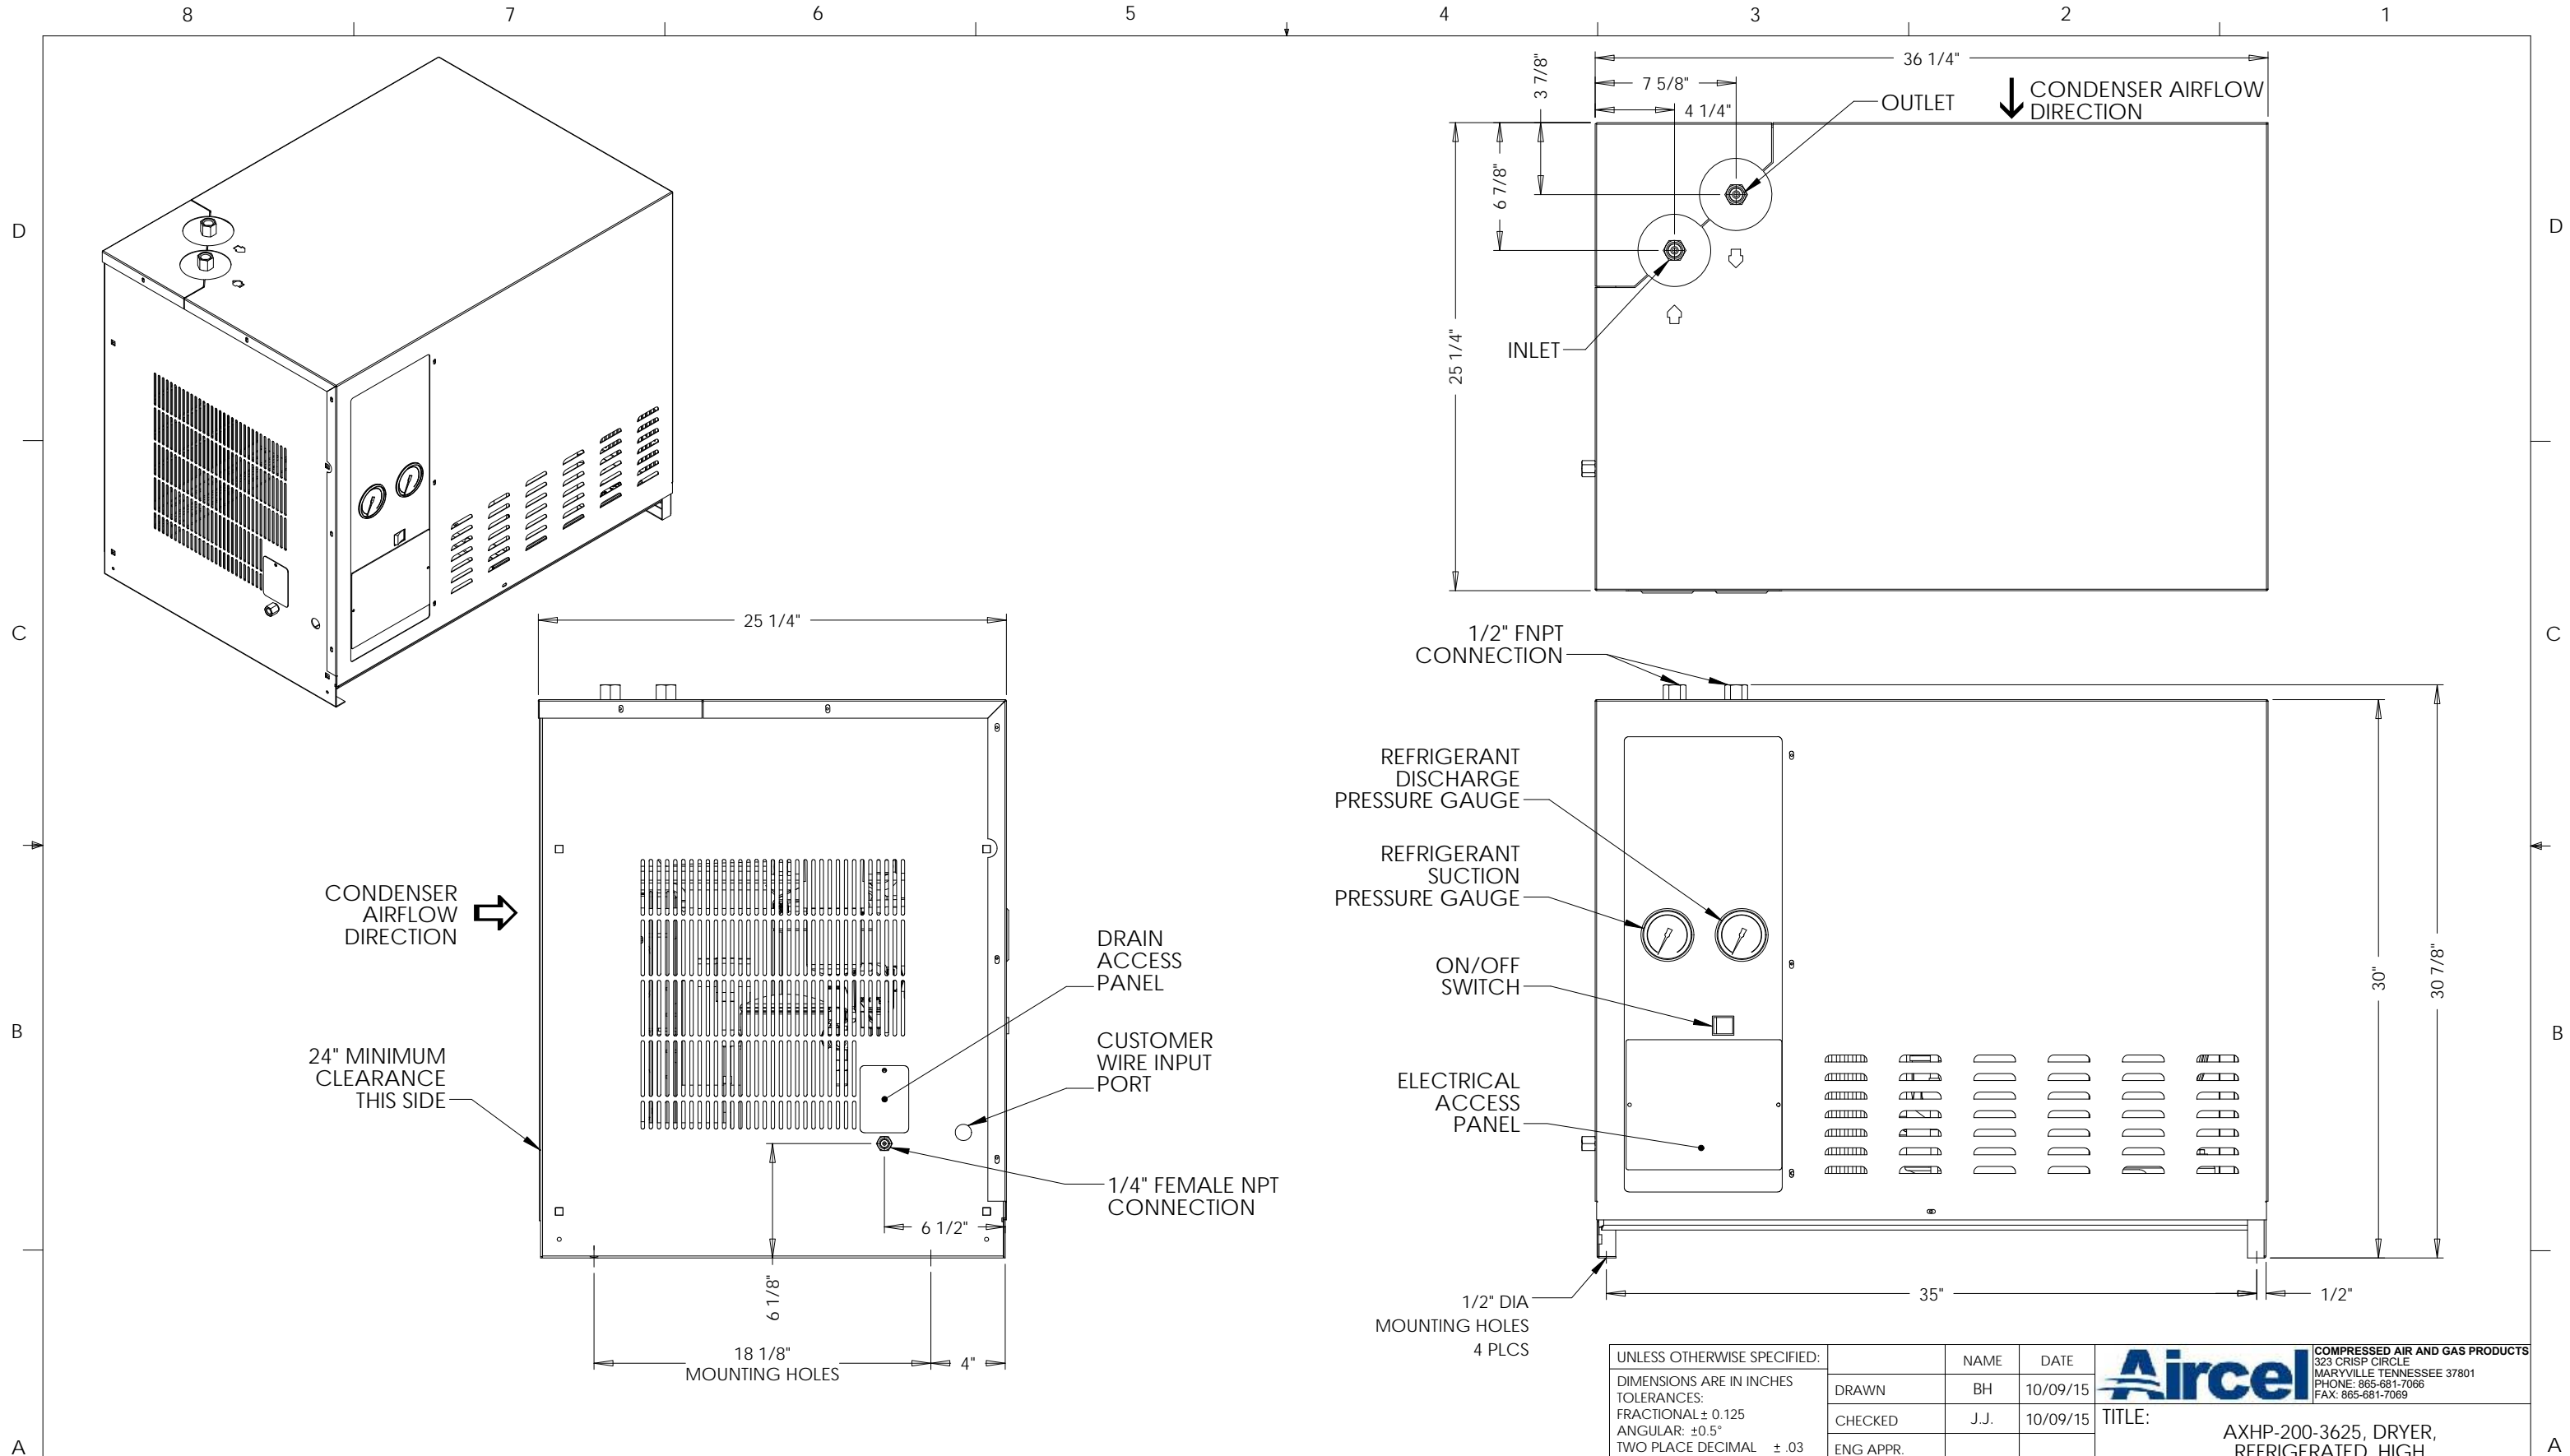 8 7 6 5 4 3 2 1
D
D
C
C
B
B
A
A
36 1/4"
7 5/8"
4 1/4"
3 7/8"
6 7/8"
25 1/4"
OUTLET
CONDENSER AIRFLOW
DIRECTION
INLET
25 1/4"
CONDENSER
AIRFLOW
DIRECTION
24" MINIMUM
CLEARANCE
THIS SIDE
DRAIN
ACCESS
PANEL
CUSTOMER
WIRE INPUT
PORT
1/4" FEMALE NPT
CONNECTION
6 1/2"
6 1/8"
18 1/8"
MOUNTING HOLES
4"
1/2" FNPT
CONNECTION
REFRIGERANT
DISCHARGE
PRESSURE GAUGE
REFRIGERANT
SUCTION
PRESSURE GAUGE
ON/OFF
SWITCH
ELECTRICAL
ACCESS
PANEL
30"
30 7/8"
35"
1/2"
1/2" DIA
MOUNTING HOLES
4 PLCS
UNLESS OTHERWISE SPECIFIED:
DIMENSIONS ARE IN INCHES
TOLERANCES:
FRACTIONAL ± 0.125
ANGULAR: ±0.5°
TWO PLACE DECIMAL ± .03
NAME DATE
DRAWN BH 10/09/15
CHECKED J.J. 10/09/15
ENG APPR.
Aircel
COMPRESSED AIR AND GAS PRODUCTS
323 CRISP CIRCLE
MARYVILLE TENNESSEE 37801
PHONE: 865-681-7066
FAX: 865-681-7069
TITLE:
AXHP-200-3625, DRYER,
REFRIGERATED, HIGH